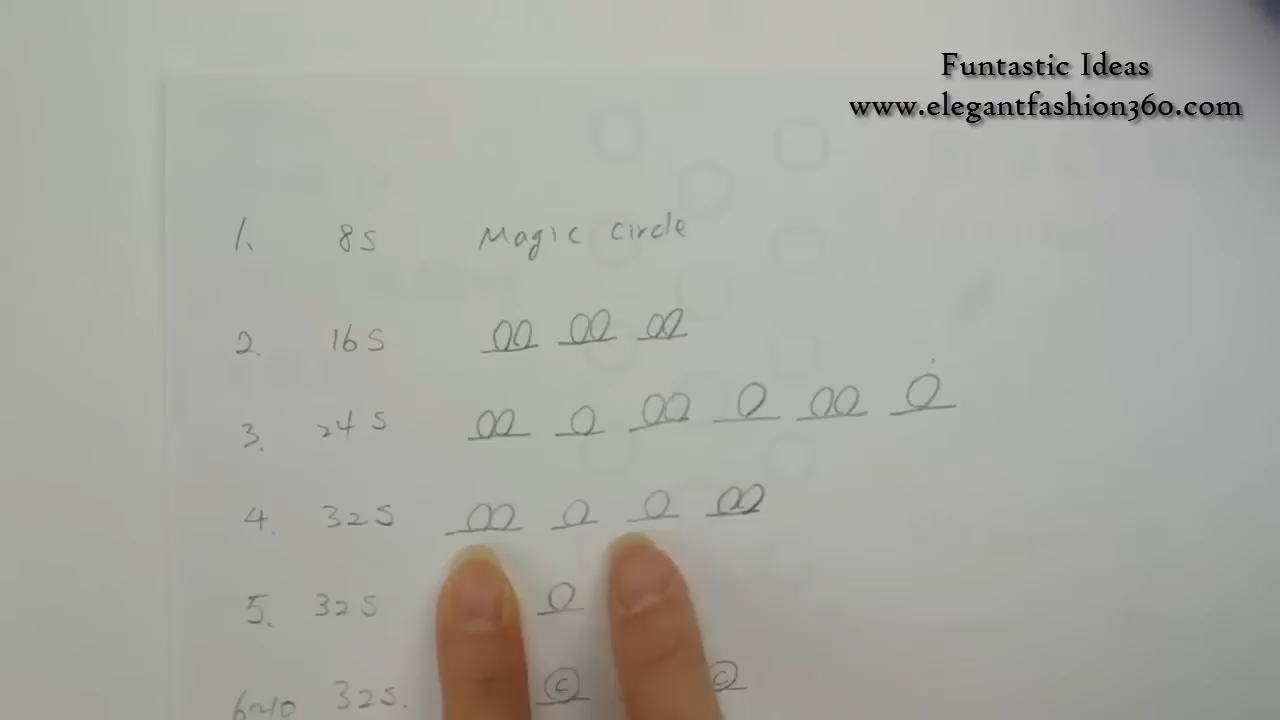 Funtastic Ideas
www.elegantfashion360.com
1. 8S Magic Circle
2. 16S
3. 24S
4. 32S
5. 32S
6~10 32S.
C C